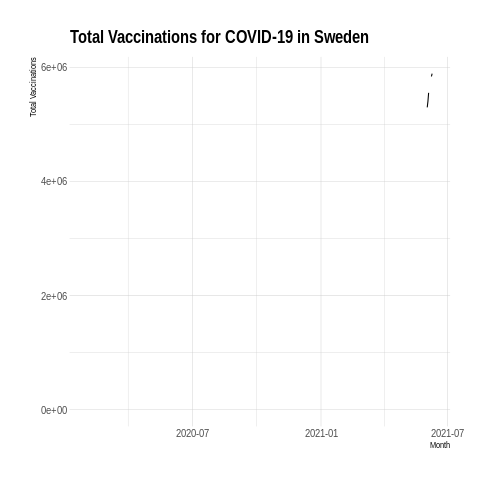 Total Vaccinations for COVID-19 in Sweden
Total Vaccinations
6e+06
4e+06
2e+06
0e+00
2020-07
2021-01
2021-07
Month